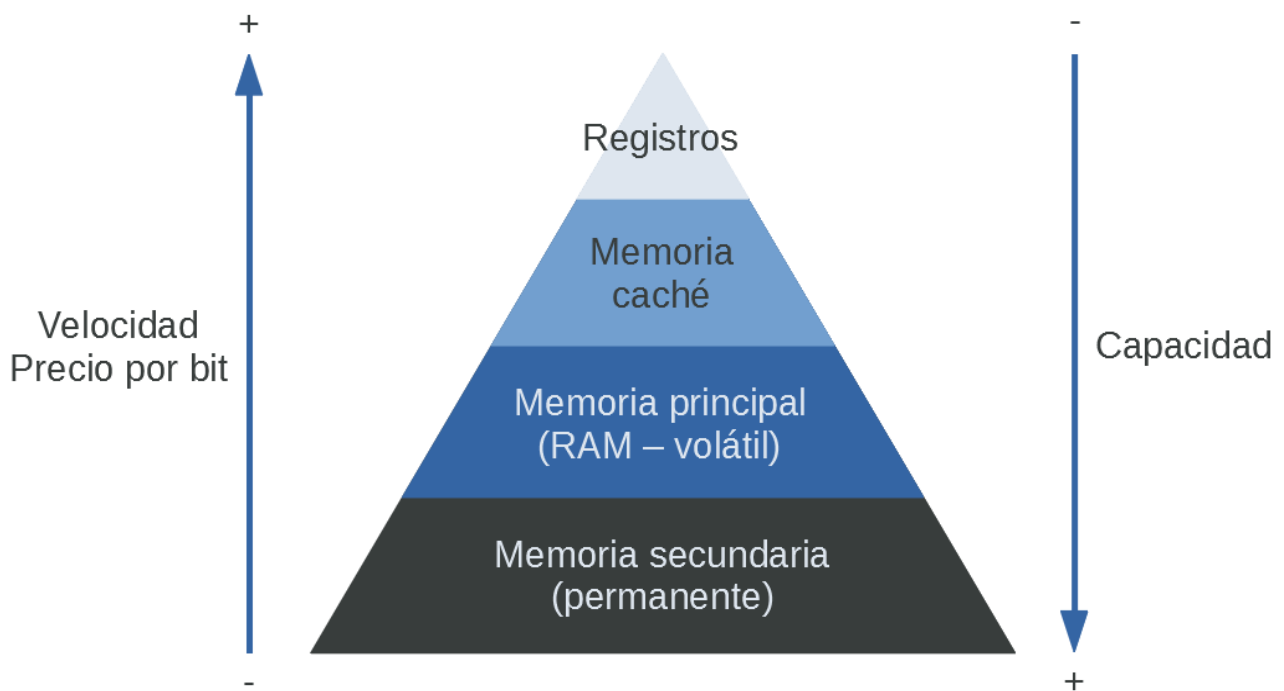 +
-
Registros
Memoria
caché
Velocidad
Precio por bit
Capacidad
Memoria principal
(RAM – volátil)
Memoria secundaria
(permanente)
-
+